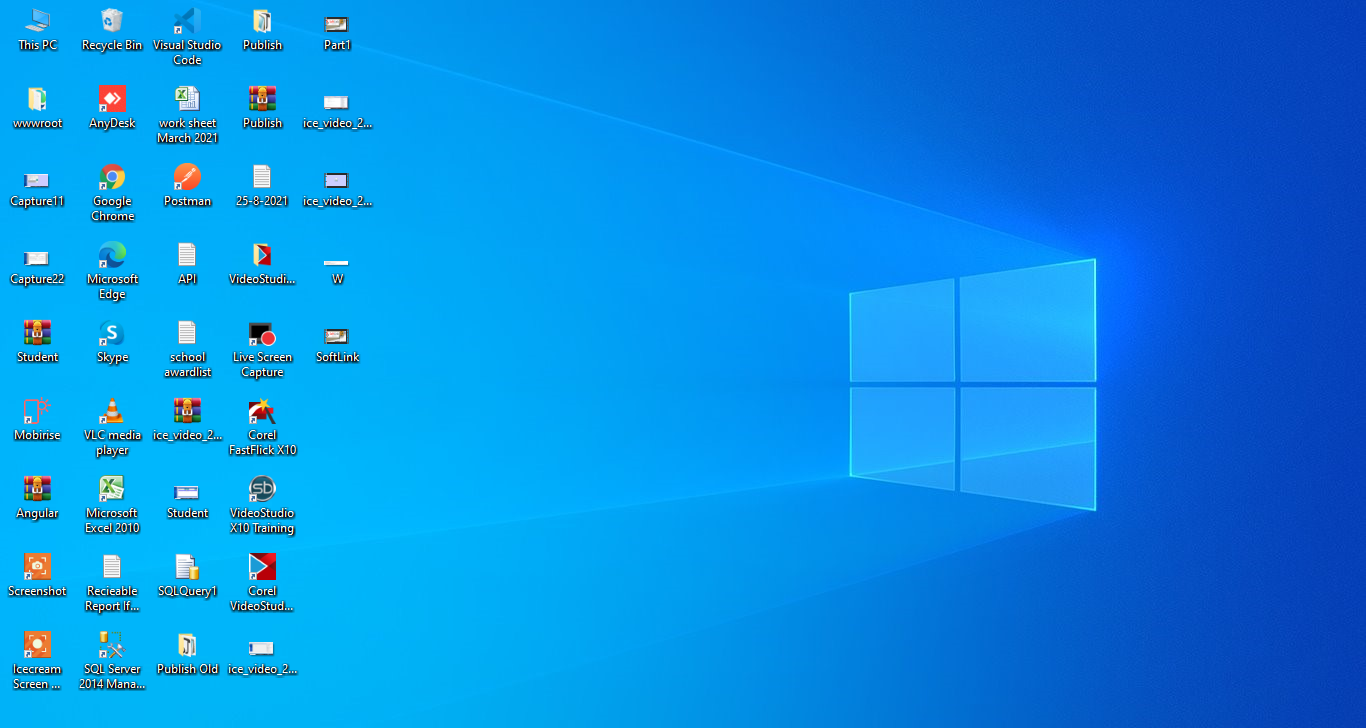 This PC
Recycle Bin
Visual Studio
Code
Publish
Part1
wwwroot
AnyDesk
work sheet
March 2021
Publish
ice_video_2...
Capture11
Google
Chrome
Postman
25-8-2021
ice_video_2...
Capture22
Microsoft
Edge
API
VideoStudi...
W
Student
Skype
school
awardlist
Live Screen
Capture
SoftLink
Mobirise
VLC media
player
ice_video_2...
Corel
FastFlick X10
Angular
Microsoft
Excel 2010
Student
VideoStudio
X10 Training
Screenshot
Recieable
Report If...
SQLQuery1
Corel
VideoStud...
Icecream
Screen ...
SQL Server
2014 Mana...
Publish Old
ice_video_2...